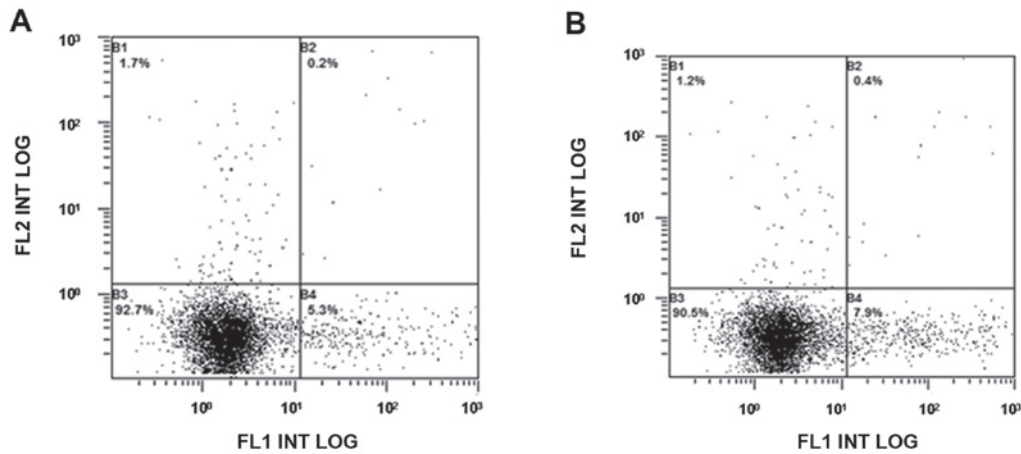 A
10³
B1
1.7%
B2
0.2%
10²
FL2 INT LOG
10¹
10⁰
B3
92.7%
B4
5.3%
10⁰
10¹
10²
10³
FL1 INT LOG
B
10³
B1
1.2%
B2
0.4%
10²
FL2 INT LOG
10¹
10⁰
B3
90.5%
B4
7.9%
10⁰
10¹
10²
10³
FL1 INT LOG